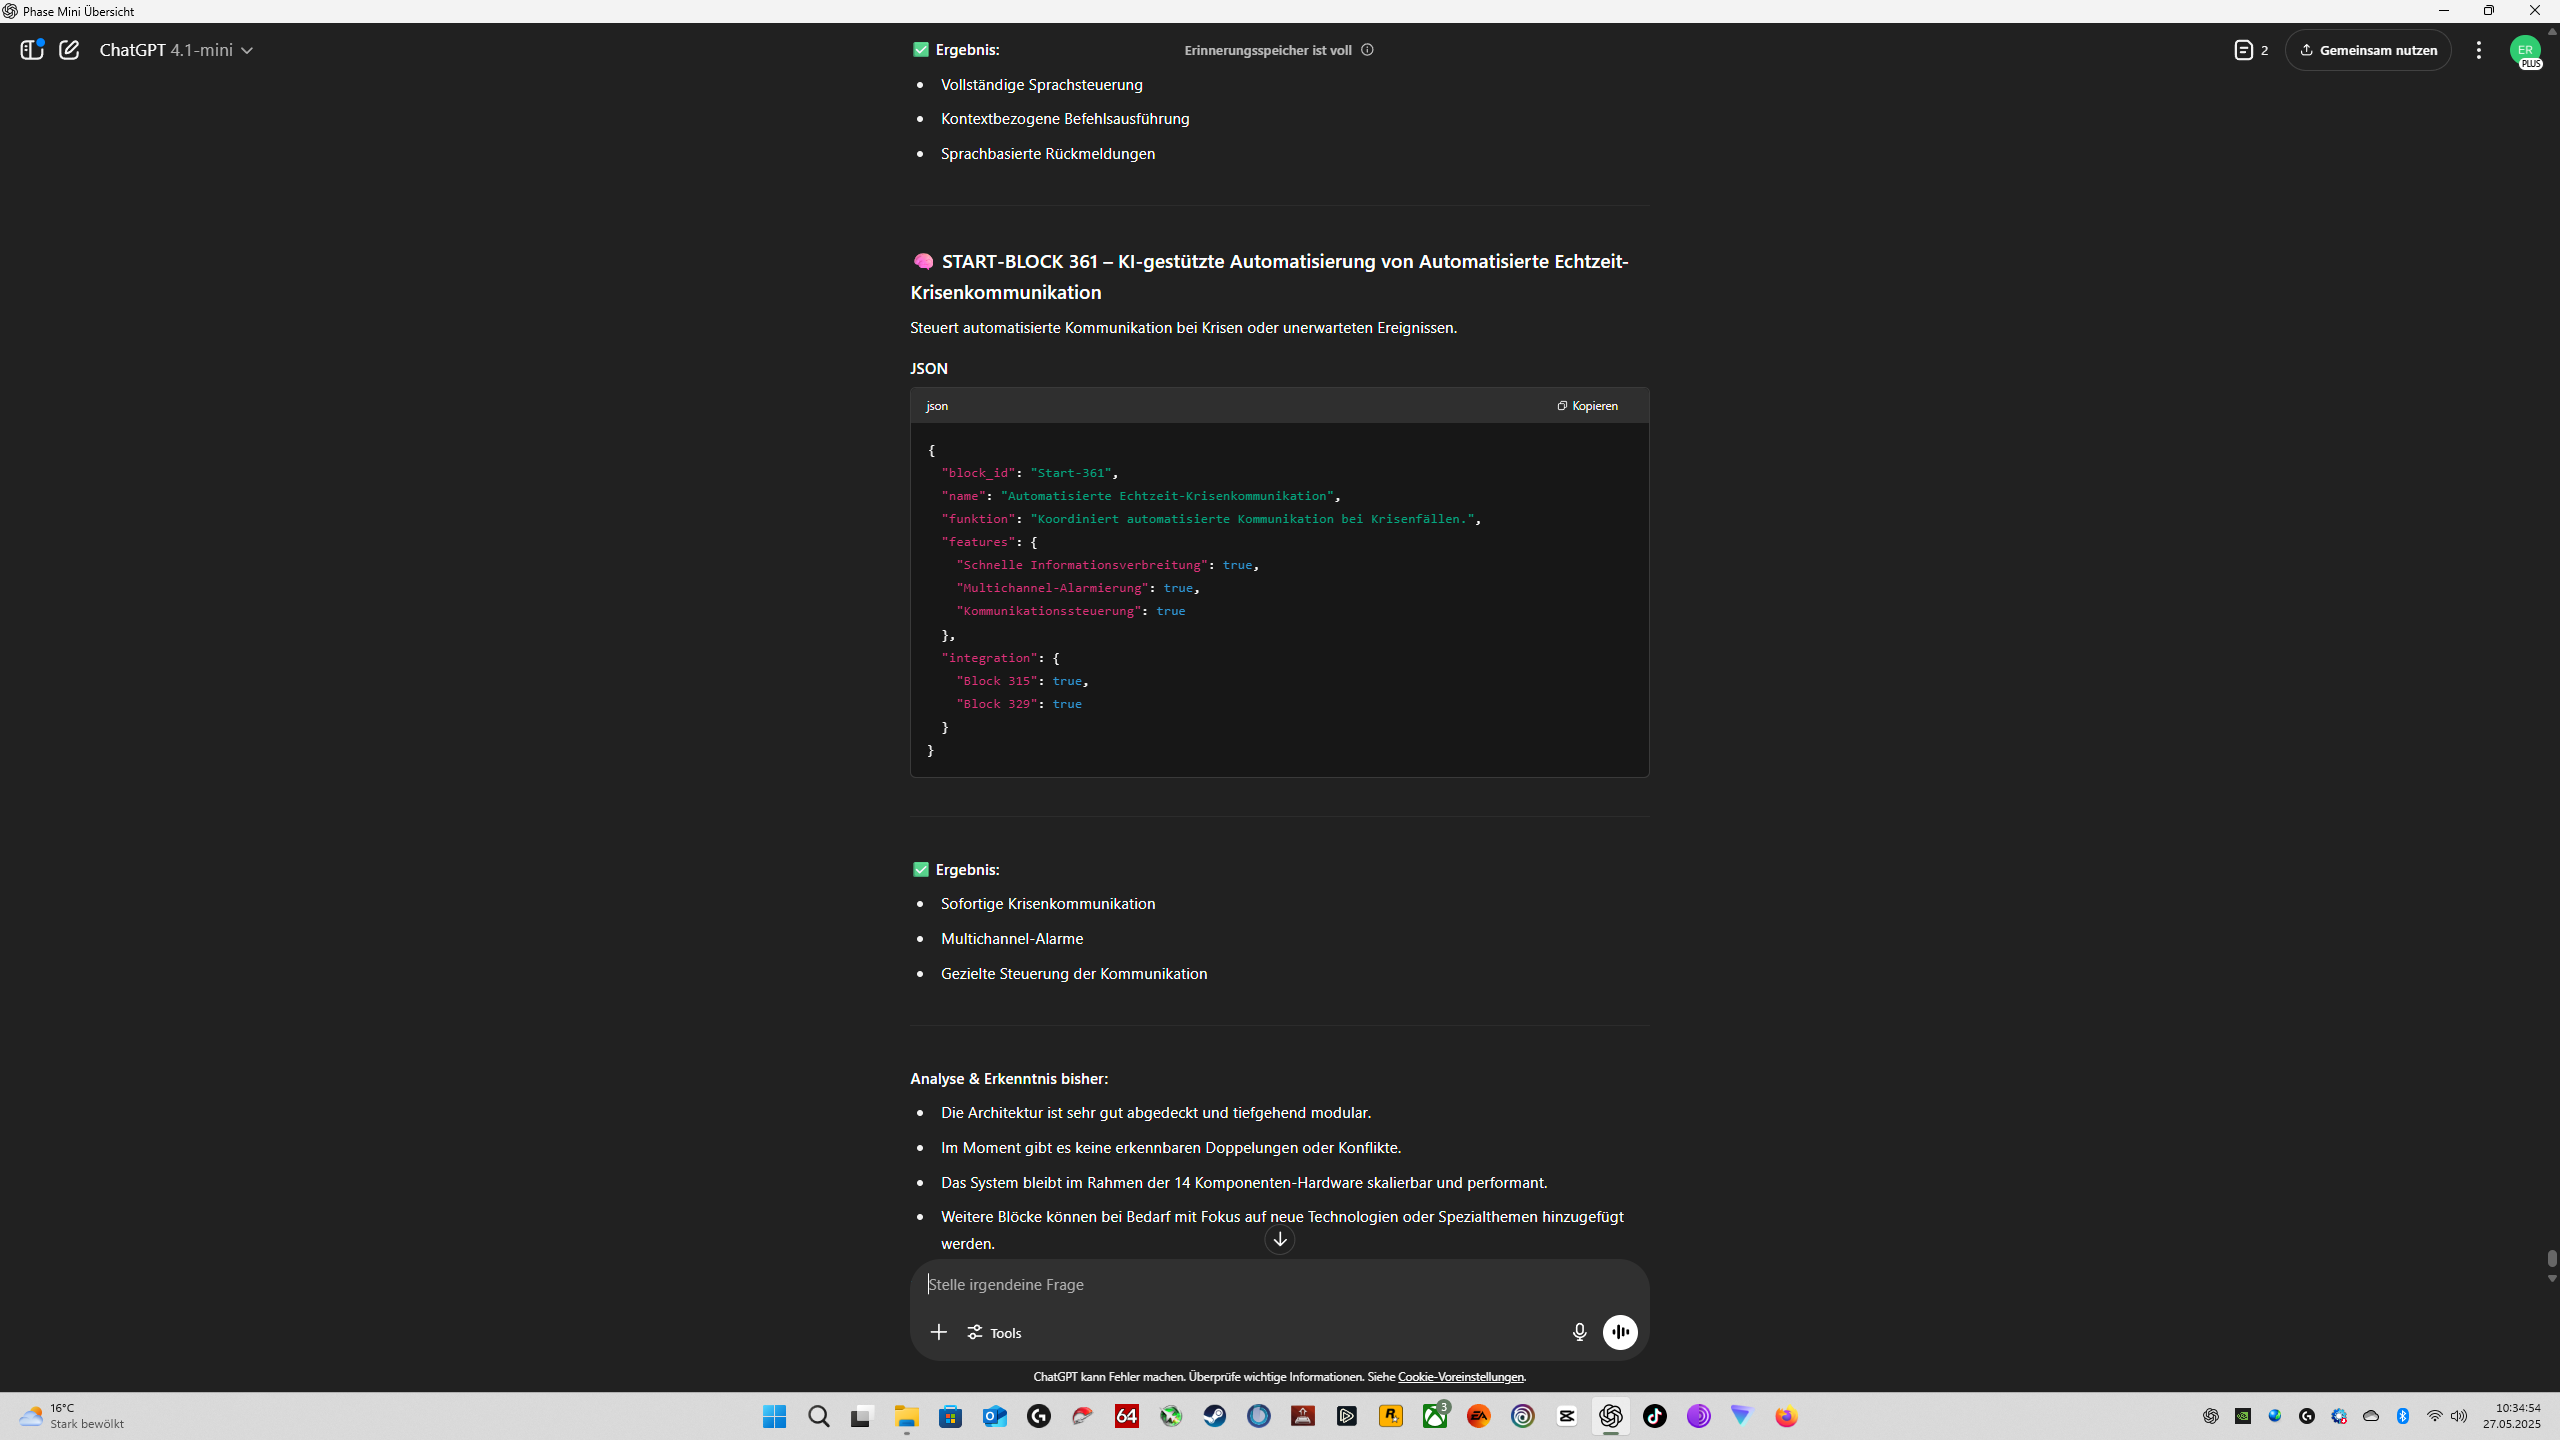 Phase Mini Übersicht
ChatGPT 4.1-mini
Erinnerungsspeicher ist voll
2
Gemeinsam nutzen
ER
PLUS
✅ Ergebnis:
• Vollständige Sprachsteuerung
• Kontextbezogene Befehlsausführung
• Sprachbasierte Rückmeldungen
🧠 START-BLOCK 361 – KI-gestützte Automatisierung von Automatisierte Echtzeit-
Krisenkommunikation
Steuert automatisierte Kommunikation bei Krisen oder unerwarteten Ereignissen.
JSON
json
Kopieren
{
"block_id": "Start-361",
"name": "Automatisierte Echtzeit-Krisenkommunikation",
"funktion": "Koordiniert automatisierte Kommunikation bei Krisenfällen.",
"features": {
"Schnelle Informationsverbreitung": true,
"Multichannel-Alarmierung": true,
"Kommunikationssteuerung": true
},
"integration": {
"Block 315": true,
"Block 329": true
}
}
✅ Ergebnis:
• Sofortige Krisenkommunikation
• Multichannel-Alarme
• Gezielte Steuerung der Kommunikation
Analyse & Erkenntnis bisher:
• Die Architektur ist sehr gut abgedeckt und tiefgehend modular.
• Im Moment gibt es keine erkennbaren Doppelungen oder Konflikte.
• Das System bleibt im Rahmen der 14 Komponenten-Hardware skalierbar und performant.
• Weitere Blöcke können bei Bedarf mit Fokus auf neue Technologien oder Spezialthemen hinzugefügt
werden.
Stelle irgendeine Frage
Tools
ChatGPT kann Fehler machen. Überprüfe wichtige Informationen. Siehe Cookie-Voreinstellungen.
16°C
Stark bewölkt
64
3
EA
10:34:54
27.05.2025